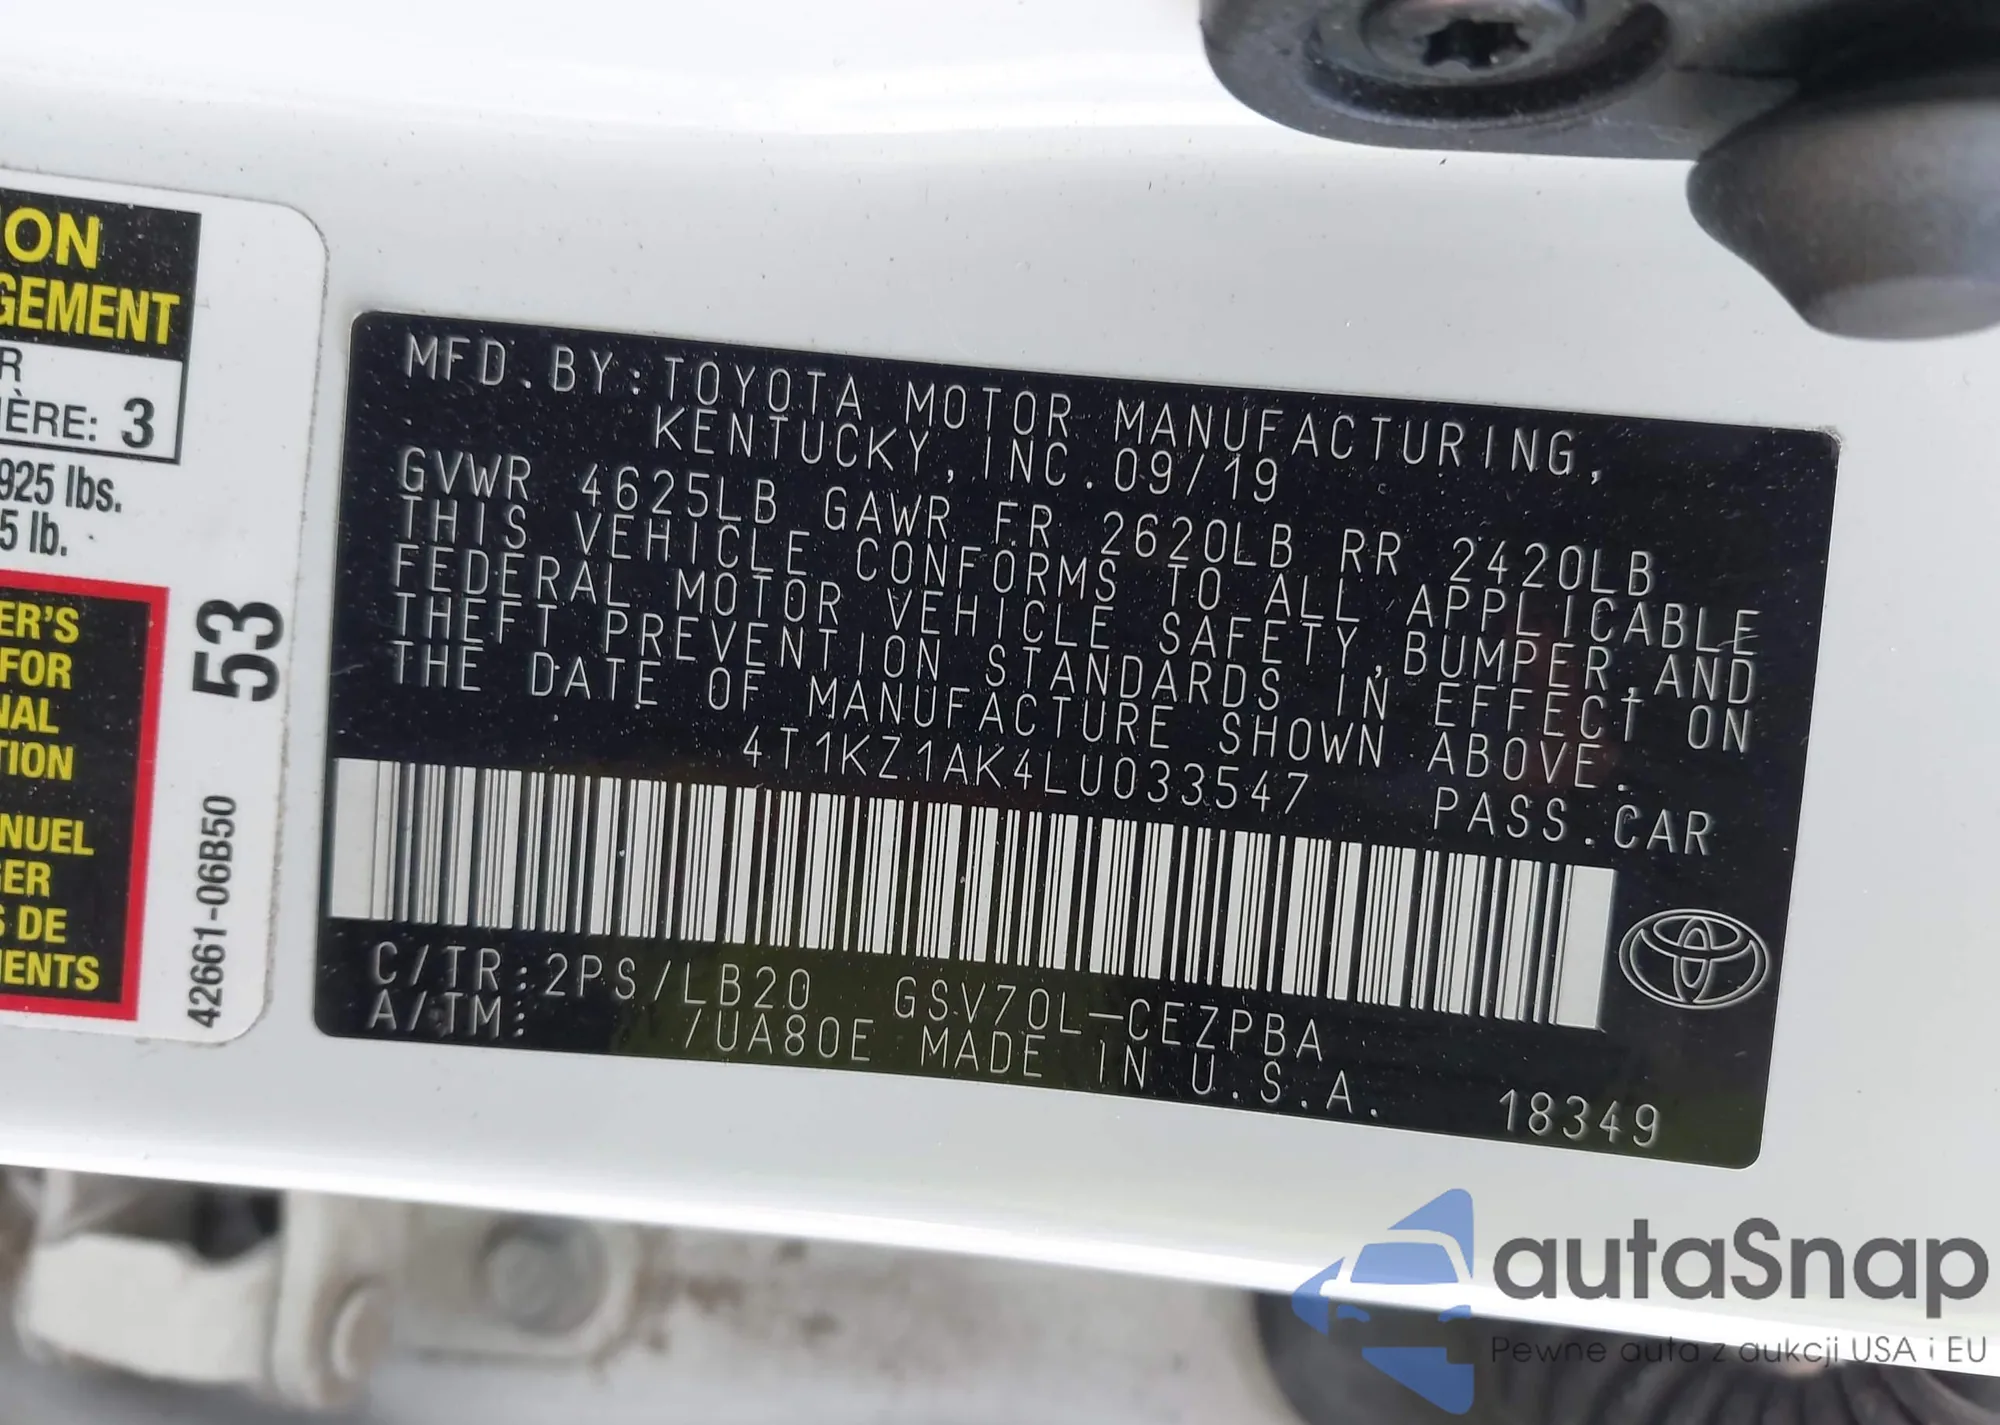 ON
GEMENT
R
IÈRE: 3
925 lbs.
5 lb.
ER'S
FOR
NAL
TION
NUEL
GER
S DE
MENTS
53
42661-06B50
MFD.BY:TOYOTA MOTOR MANUFACTURING,
KENTUCKY,INC.09/19
GVWR 4625LB GAWR FR 2620LB RR 2420LB
THIS VEHICLE CONFORMS TO ALL APPLICABLE
FEDERAL MOTOR VEHICLE SAFETY,BUMPER,AND
THEFT PREVENTION STANDARDS IN EFFECT ON
THE DATE OF MANUFACTURE SHOWN ABOVE.
4T1KZ1AK4LU033547 PASS.CAR
C/TR:2PS/LB20 GSV70L-CEZPBA
A/TM: /UA80E MADE IN U.S.A. 18349
autaSnap
Pewne auta z aukcji USA i EU